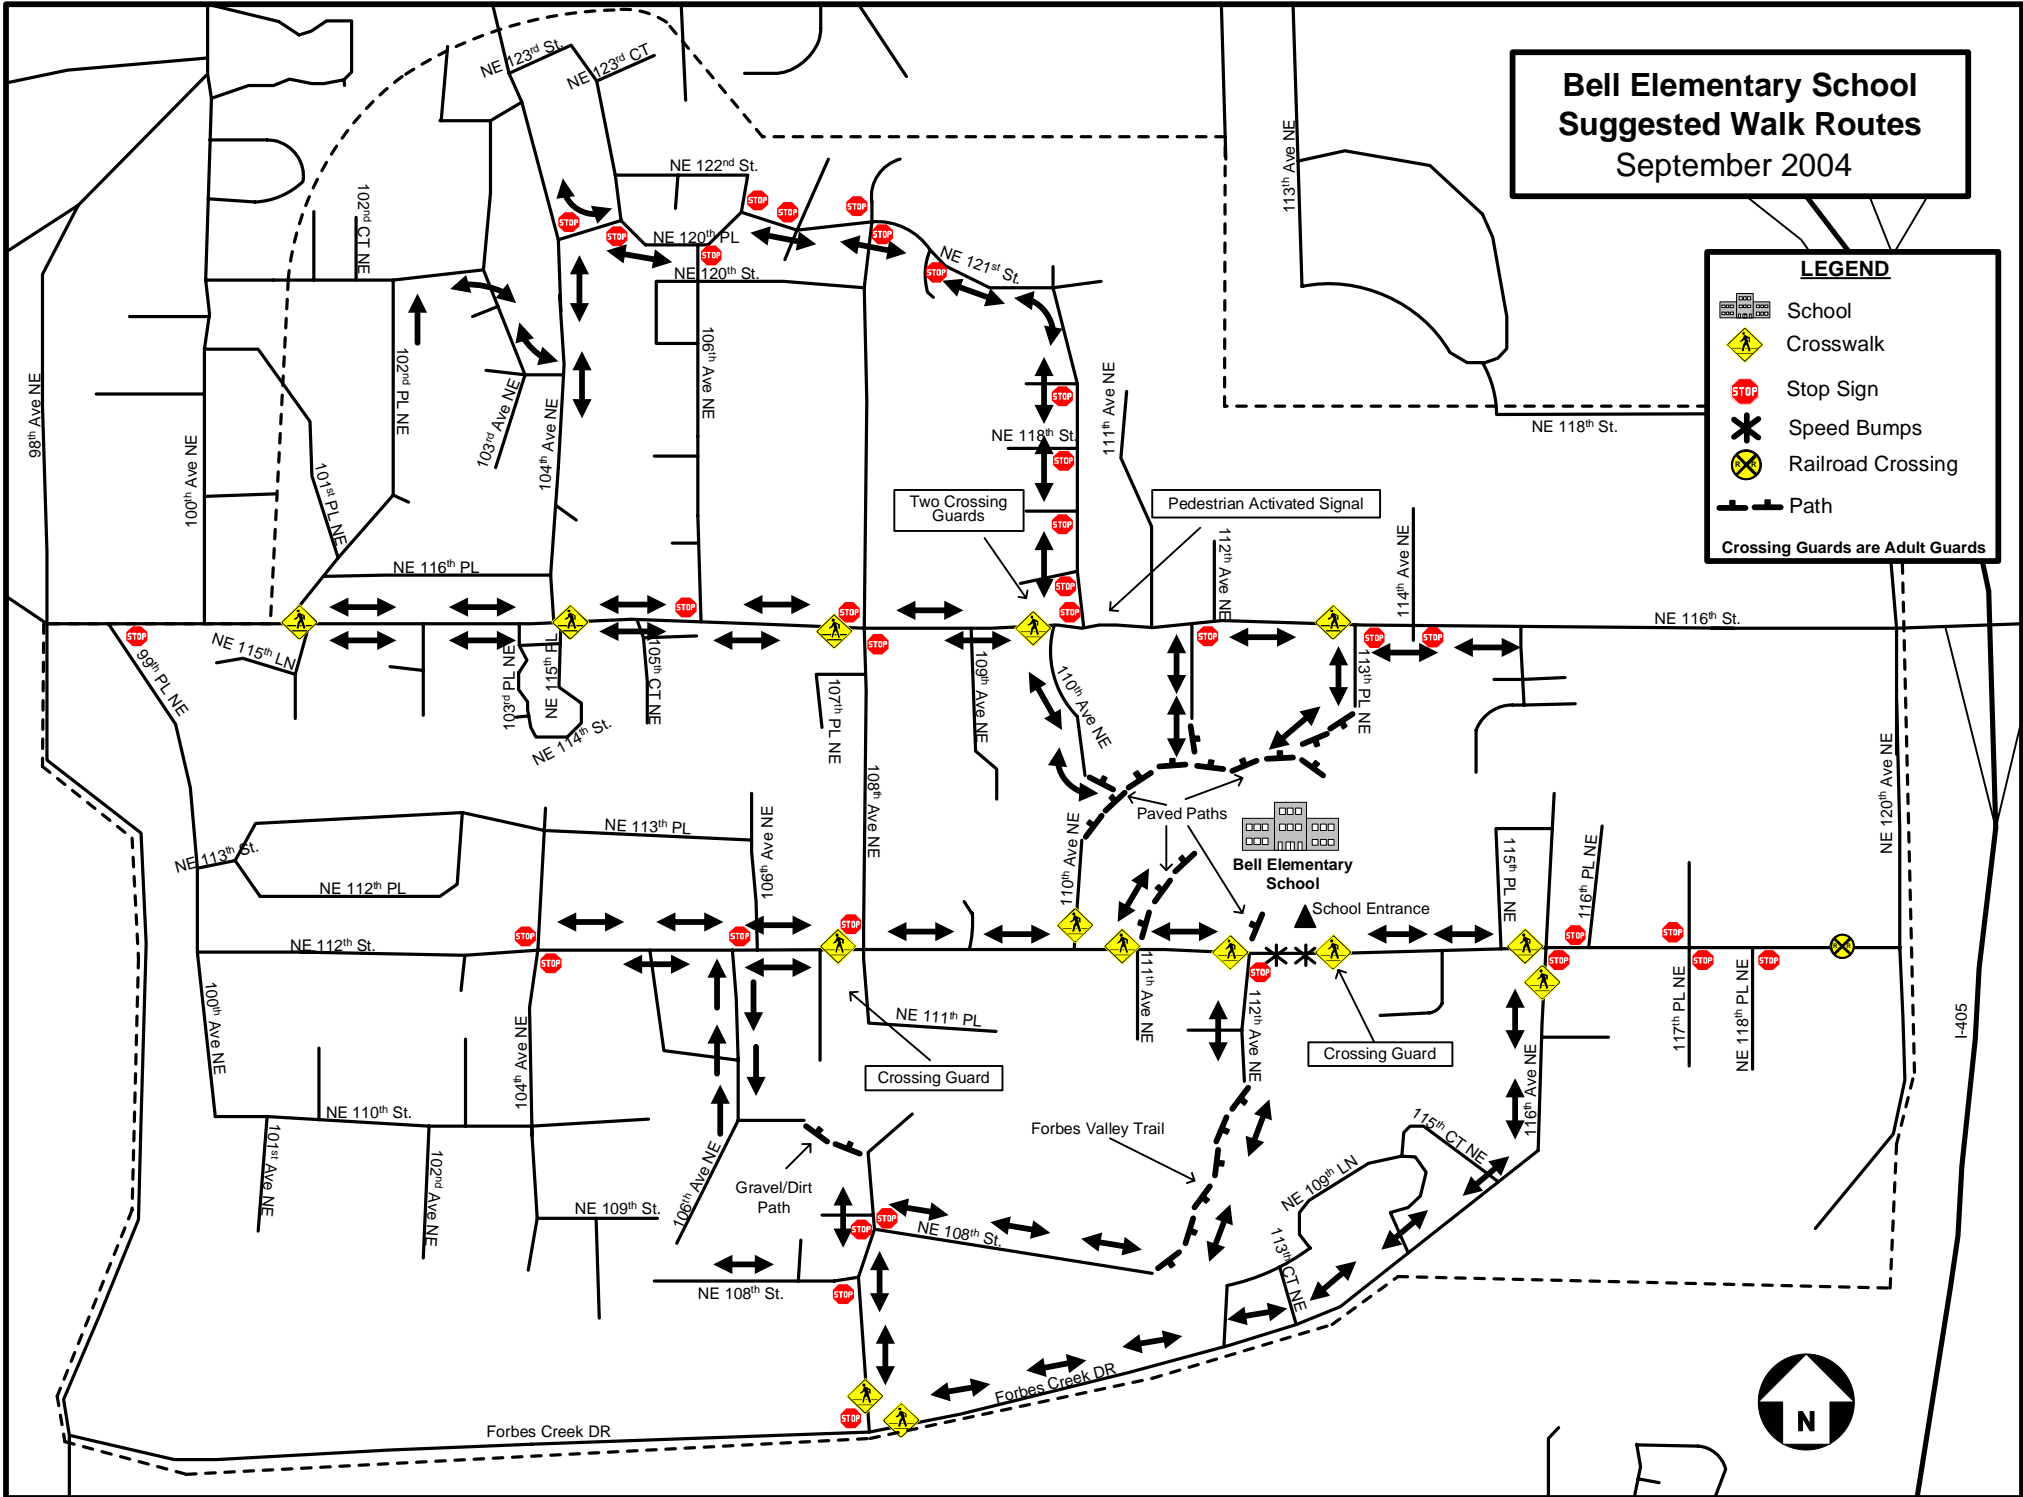 Bell Elementary School
Suggested Walk Routes
September 2004
LEGEND
School
Crosswalk
STOP
Stop Sign
Speed Bumps
R R
Railroad Crossing
Path
Crossing Guards are Adult Guards
NE 123rd St.
NE 123rd CT
NE 122nd St.
102nd CT NE
113th Ave NE
NE 120th PL
NE 120th St.
NE 121st St.
98th Ave NE
100th Ave NE
101st PL NE
102nd PL NE
103rd Ave NE
104th Ave NE
106th Ave NE
111th Ave NE
NE 118th St.
NE 118th St.
Two Crossing
Guards
Pedestrian Activated Signal
112th Ave NE
114th Ave NE
NE 116th PL
NE 116th St.
99th PL NE
NE 115th LN
103rd PL NE
NE 115th PL
NE 114th St.
105th CT NE
107th PL NE
108th Ave NE
109th Ave NE
110th Ave NE
113th PL NE
NE 120th Ave NE
Paved Paths
NE 113th St.
NE 113th PL
NE 112th PL
106th Ave NE
110th Ave NE
Bell Elementary
School
School Entrance
115th PL NE
116th PL NE
NE 112th St.
100th Ave NE
104th Ave NE
NE 111th PL
111th Ave NE
112th Ave NE
Crossing Guard
Crossing Guard
117th PL NE
NE 118th PL NE
I-405
116th Ave NE
NE 110th St.
101st Ave NE
102nd Ave NE
NE 109th St.
106th Ave NE
Gravel/Dirt
Path
Forbes Valley Trail
115th CT NE
NE 109th LN
113th CT NE
NE 108th St.
NE 108th St.
Forbes Creek DR
Forbes Creek DR
N